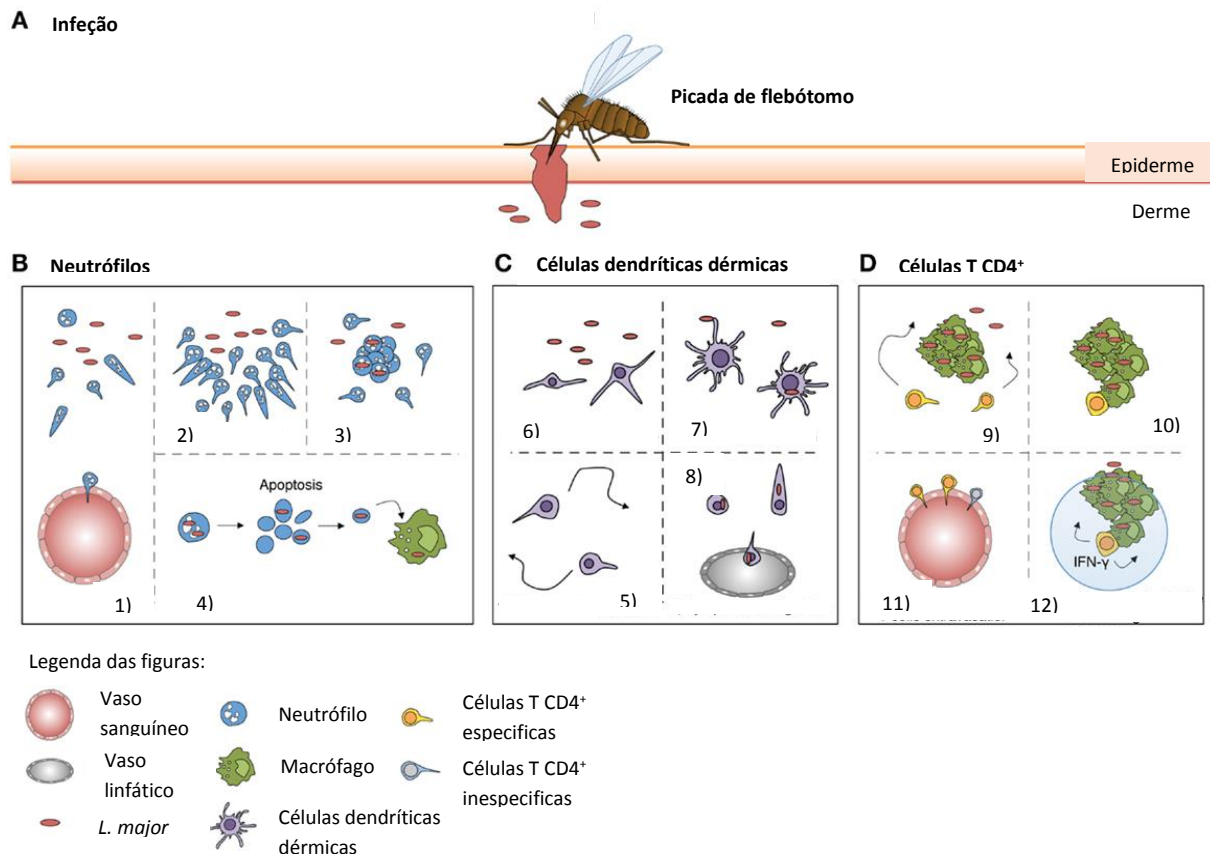 A Infeção
Picada de flebótomo
Epiderme
Derme
B Neutrófilos
2)
3)
Apoptosis
1)
4)
C Células dendríticas dérmicas
6)
7)
8)
5)
D Células T CD4⁺
9)
10)
IFN-γ
11)
12)
Legenda das figuras:
Vaso
sanguíneo
Neutrófilo
Células T CD4⁺
especificas
Vaso
linfático
Macrófago
Células T CD4⁺
inespecificas
L. major
Células dendríticas
dérmicas